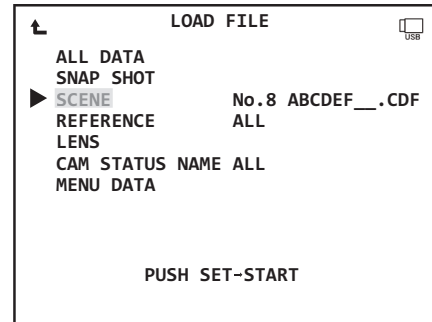 LOAD FILE
USB
ALL DATA
SNAP SHOT
SCENE No.8 ABCDEF__.CDF
REFERENCE ALL
LENS
CAM STATUS NAME ALL
MENU DATA
PUSH SET→START